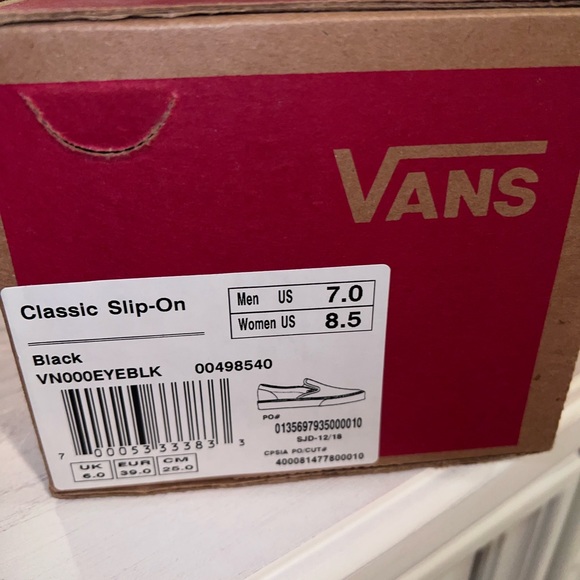 VANS
Classic Slip-On
Men US 7.0
Women US 8.5
Black
VN000EYEBLK 00498540
PO#
0135697935000010
SJD-12/18
CPSIA PO/CUT#
400081477800010
7 00053 33383 3
UK EUR CM
6.0 39.0 25.0